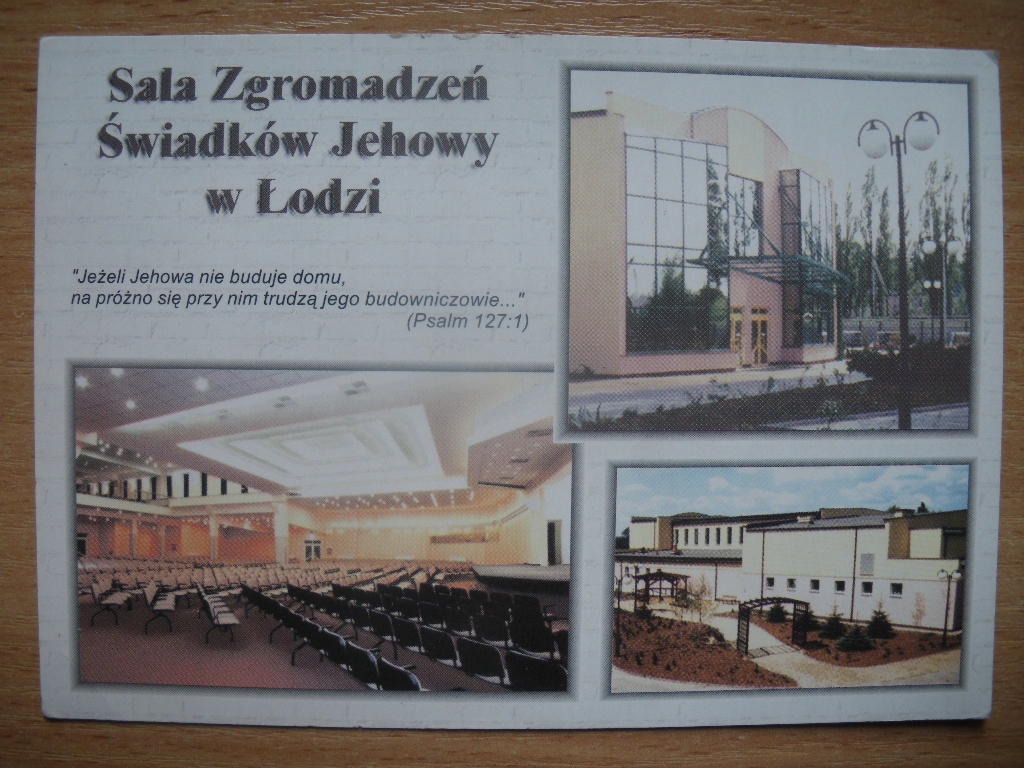 Sala Zgromadzeń
Świadków Jehowy
w Łodzi
"Jeżeli Jehowa nie buduje domu,
na próżno się przy nim trudzą jego budowniczowie..."
(Psalm 127:1)